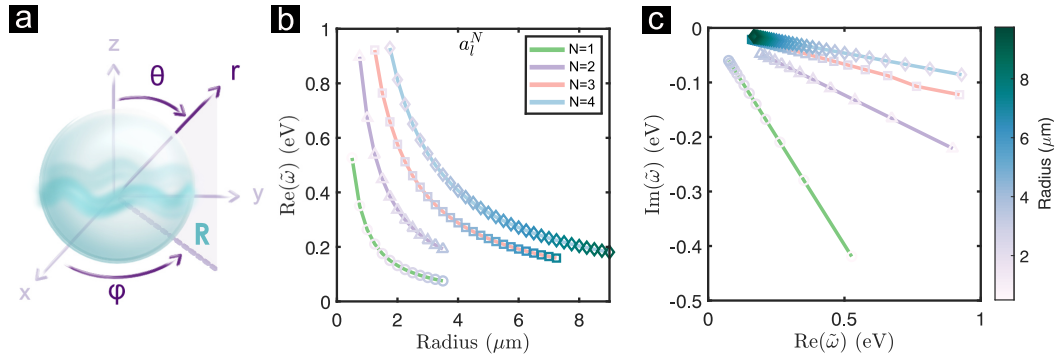 a
z
θ
r
y
R
x
φ
b
a_l^N
N=1
N=2
N=3
N=4
Re(ω̃) (eV)
1
0.8
0.6
0.4
0.2
0
2
4
6
8
Radius (μm)
c
Im(ω̃) (eV)
0
-0.1
-0.2
-0.3
-0.4
-0.5
0
0.5
1
Re(ω̃) (eV)
8
6
4
2
Radius (μm)